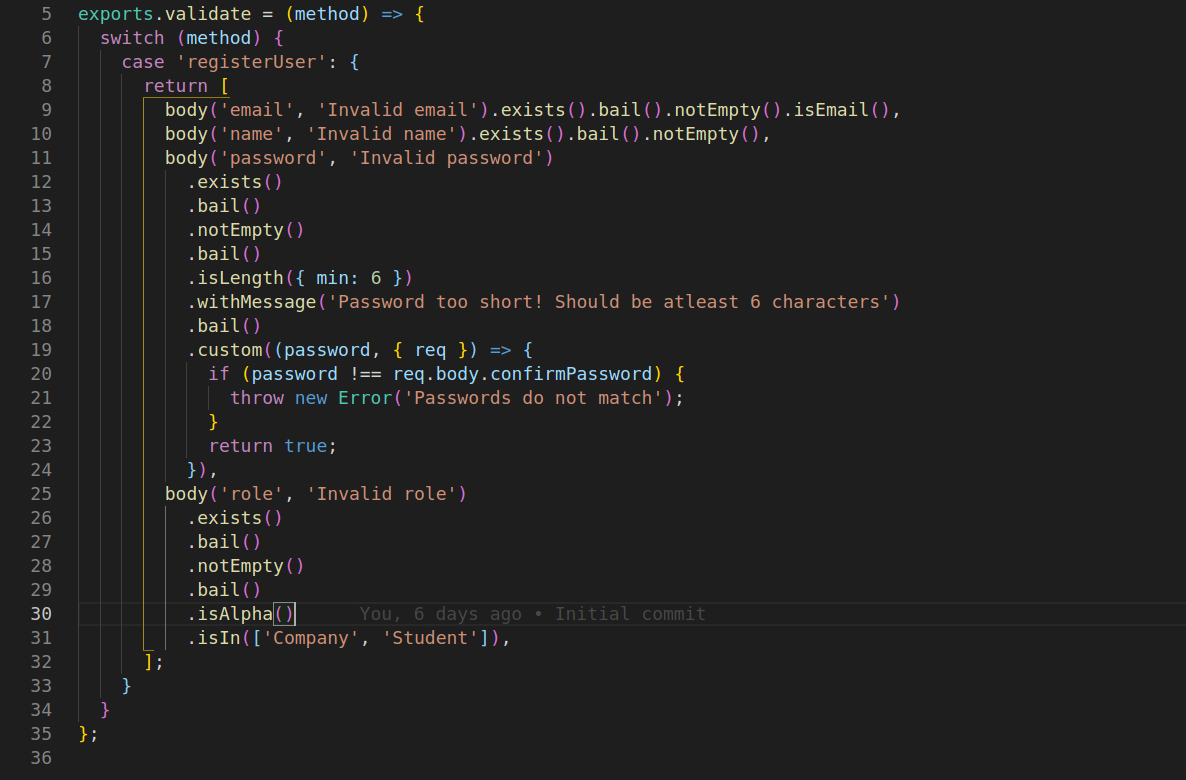 5 exports.validate = (method) => {
6 switch (method) {
7 case 'registerUser': {
8 return [
9 body('email', 'Invalid email').exists().bail().notEmpty().isEmail(),
10 body('name', 'Invalid name').exists().bail().notEmpty(),
11 body('password', 'Invalid password')
12 .exists()
13 .bail()
14 .notEmpty()
15 .bail()
16 .isLength({ min: 6 })
17 .withMessage('Password too short! Should be atleast 6 characters')
18 .bail()
19 .custom((password, { req }) => {
20 if (password !== req.body.confirmPassword) {
21 throw new Error('Passwords do not match');
22 }
23 return true;
24 }),
25 body('role', 'Invalid role')
26 .exists()
27 .bail()
28 .notEmpty()
29 .bail()
30 .isAlpha() You, 6 days ago • Initial commit
31 .isIn(['Company', 'Student']),
32 ];
33 }
34 }
35 };
36